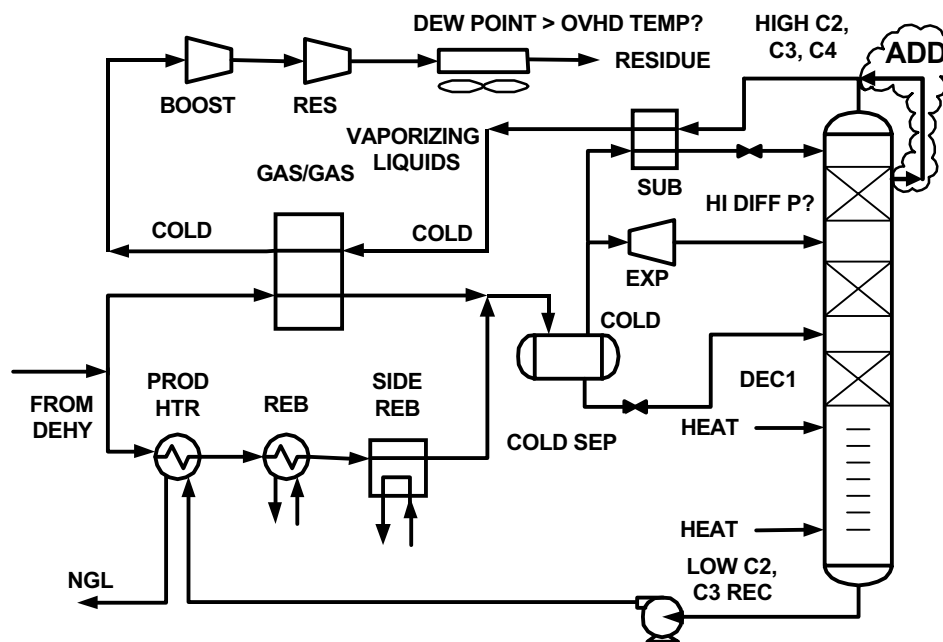 DEW POINT > OVHD TEMP?
HIGH C2,
C3, C4
ADD
RESIDUE
BOOST
RES
VAPORIZING
LIQUIDS
GAS/GAS
SUB
HI DIFF P?
COLD
COLD
EXP
COLD
FROM
DEHY
PROD
HTR
REB
SIDE
REB
COLD SEP
DEC1
HEAT
HEAT
NGL
LOW C2,
C3 REC